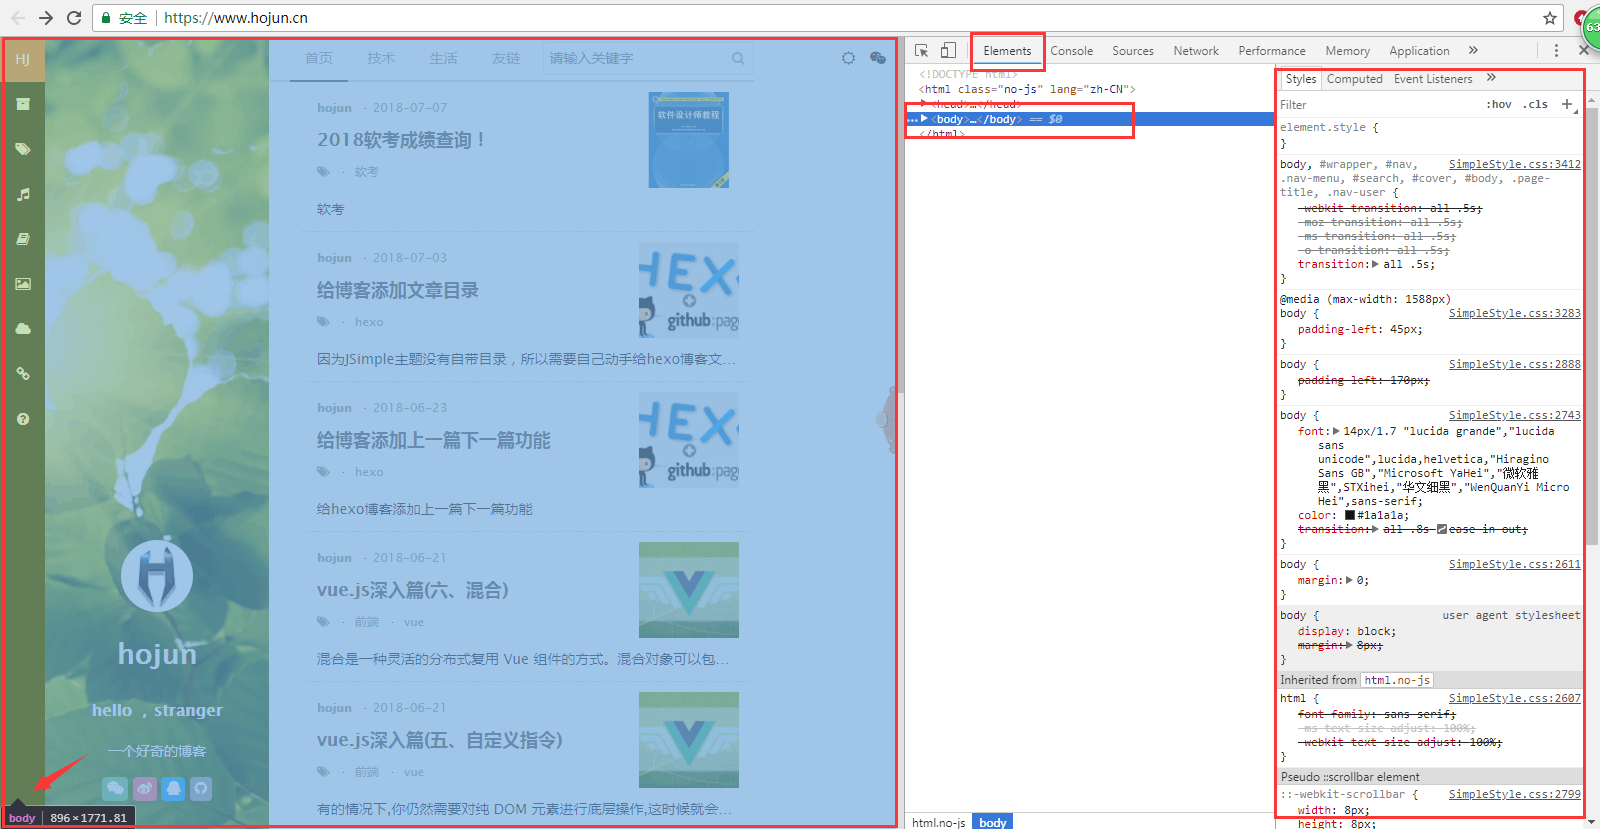 安全 | https://www.hojun.cn
63
HJ
首页 技术 生活 友链 请输入关键字
hojun · 2018-07-07
2018软考成绩查询！
· 软考
软考
软件设计师教程
hojun · 2018-07-03
给博客添加文章目录
· hexo
因为JSimple主题没有自带目录，所以需要自己动手给hexo博客文...
HEXO
github:pag
hojun · 2018-06-23
给博客添加上一篇下一篇功能
· hexo
给hexo博客添加上一篇下一篇功能
HEXO
github:pag
hojun · 2018-06-21
vue.js深入篇(六、混合)
· 前端 · vue
混合是一种灵活的分布式复用 Vue 组件的方式。混合对象可以包...
hojun · 2018-06-21
vue.js深入篇(五、自定义指令)
· 前端 · vue
有的情况下,你仍然需要对纯 DOM 元素进行底层操作,这时候就会...
hojun
hello ，stranger
一个好奇的博客
body | 896 × 1771.81
Elements Console Sources Network Performance Memory Application »
<!DOCTYPE html>
<html class="no-js" lang="zh-CN">
<head>…</head>
<body>…</body> == $0
</html>
html.no-js body
Styles Computed Event Listeners »
Filter :hov .cls +
element.style {
}
body, #wrapper, #nav, SimpleStyle.css:3412
.nav-menu, #search, #cover, #body, .page-
title, .nav-user {
-webkit-transition: all .5s;
-moz-transition: all .5s;
-ms-transition: all .5s;
-o-transition: all .5s;
transition: all .5s;
}
@media (max-width: 1588px)
body { SimpleStyle.css:3283
padding-left: 45px;
}
body { SimpleStyle.css:2888
padding-left: 170px;
}
body { SimpleStyle.css:2743
font: 14px/1.7 "lucida grande","lucida
sans
unicode",lucida,helvetica,"Hiragino
Sans GB","Microsoft YaHei","微软雅
黑",STXihei,"华文细黑","WenQuanYi Micro
Hei",sans-serif;
color: #1a1a1a;
transition: all .8s ease-in-out;
}
body { SimpleStyle.css:2611
margin: 0;
}
body { user agent stylesheet
display: block;
margin: 8px;
}
Inherited from html.no-js
html { SimpleStyle.css:2607
font-family: sans-serif;
-ms-text-size-adjust: 100%;
-webkit-text-size-adjust: 100%;
}
Pseudo ::scrollbar element
::-webkit-scrollbar { SimpleStyle.css:2799
width: 8px;
height: 8px;